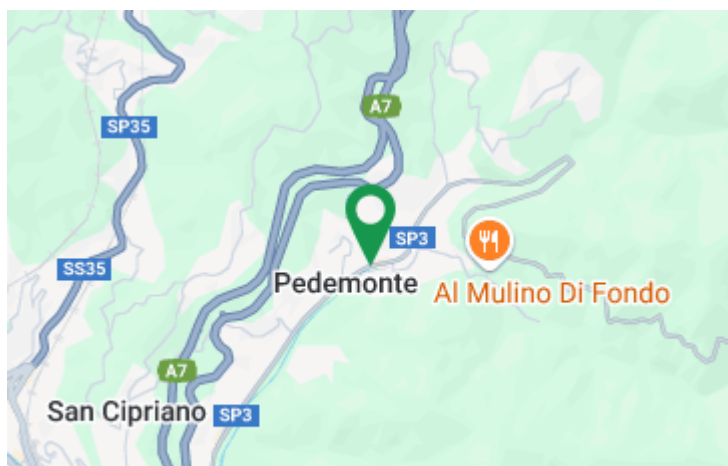 A7
SP35
SP3
SS35
Pedemonte
Al Mulino Di Fondo
A7
San Cipriano
SP3